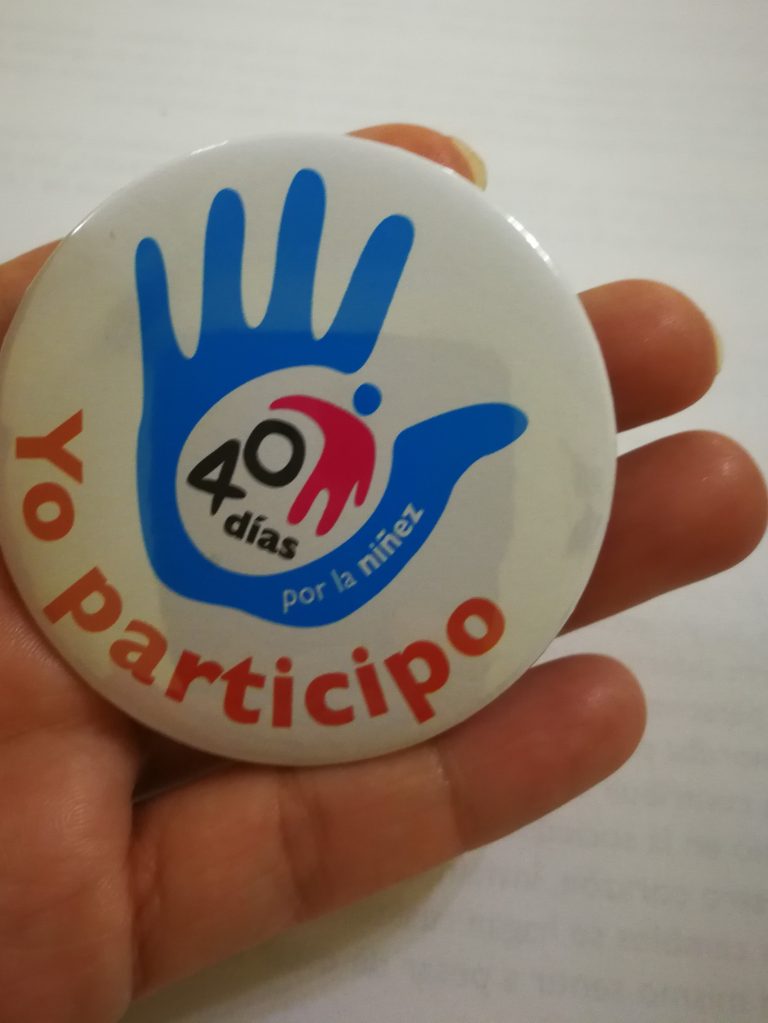 40
días
por la niñez
Yo participo